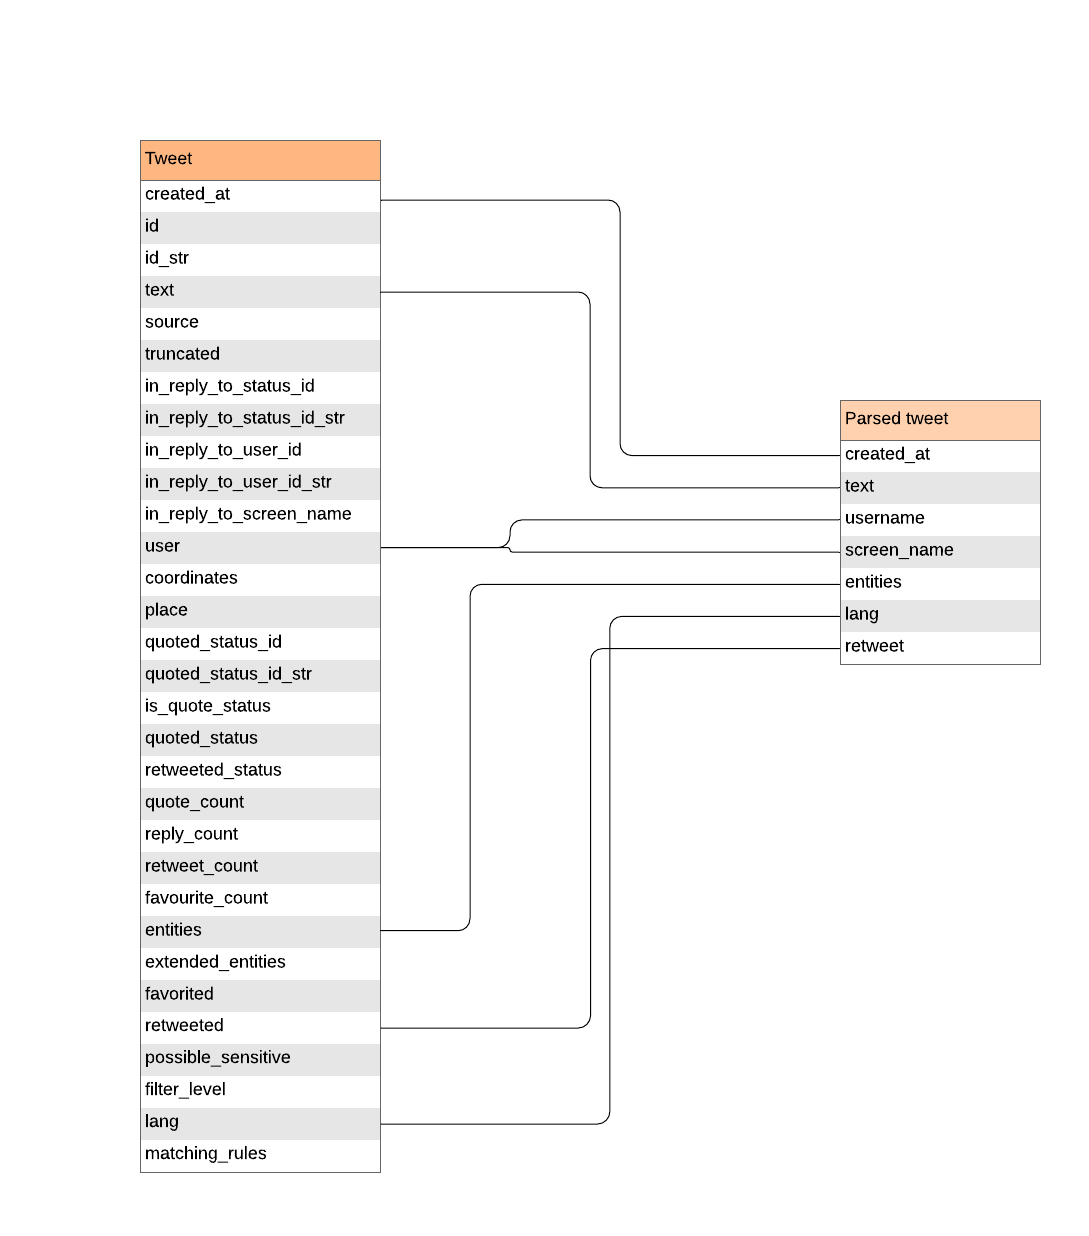 Tweet
created_at
id
id_str
text
source
truncated
in_reply_to_status_id
in_reply_to_status_id_str
in_reply_to_user_id
in_reply_to_user_id_str
in_reply_to_screen_name
user
coordinates
place
quoted_status_id
quoted_status_id_str
is_quote_status
quoted_status
retweeted_status
quote_count
reply_count
retweet_count
favourite_count
entities
extended_entities
favorited
retweeted
possible_sensitive
filter_level
lang
matching_rules
Parsed tweet
created_at
text
username
screen_name
entities
lang
retweet